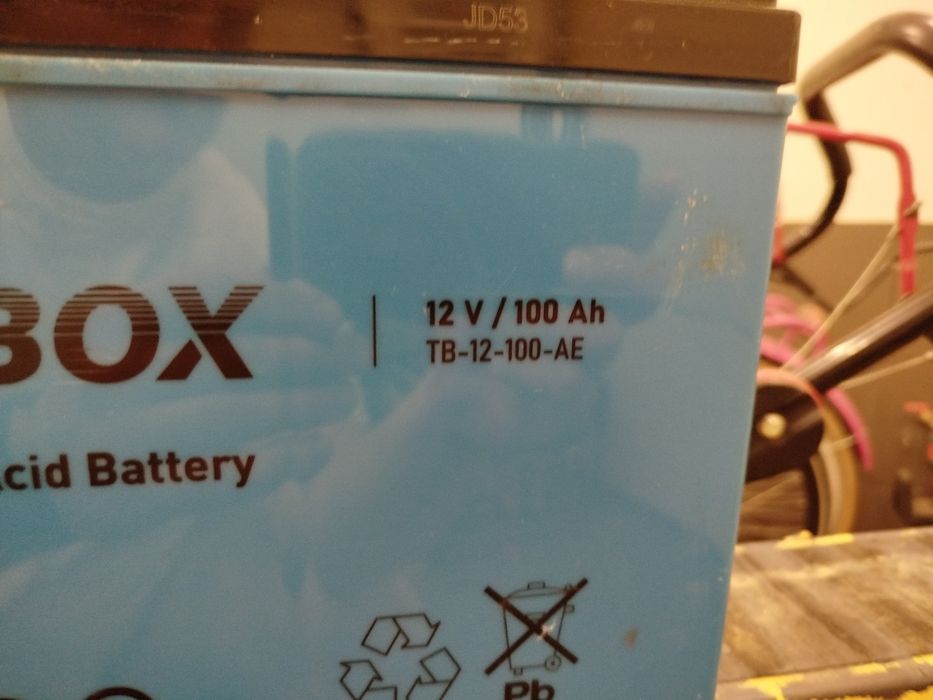 JD53
BOX
12 V / 100 Ah
TB-12-100-AE
cid Battery
Pb